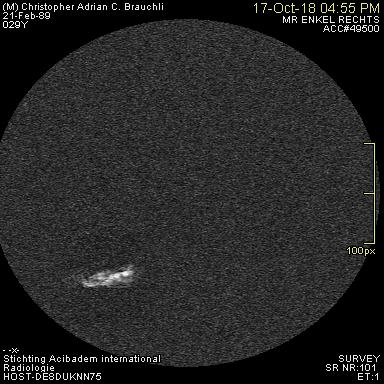 (M) Christopher Adrian C. Brauchli
21-Feb-89
029Y
17-Oct-18 04:55 PM
MR ENKEL RECHTS
ACC#49500
100px
--x-
Stichting Acibadem international
Radiologie
HOST-DE8DUKNN75
SURVEY
SR NR:101
ET:1